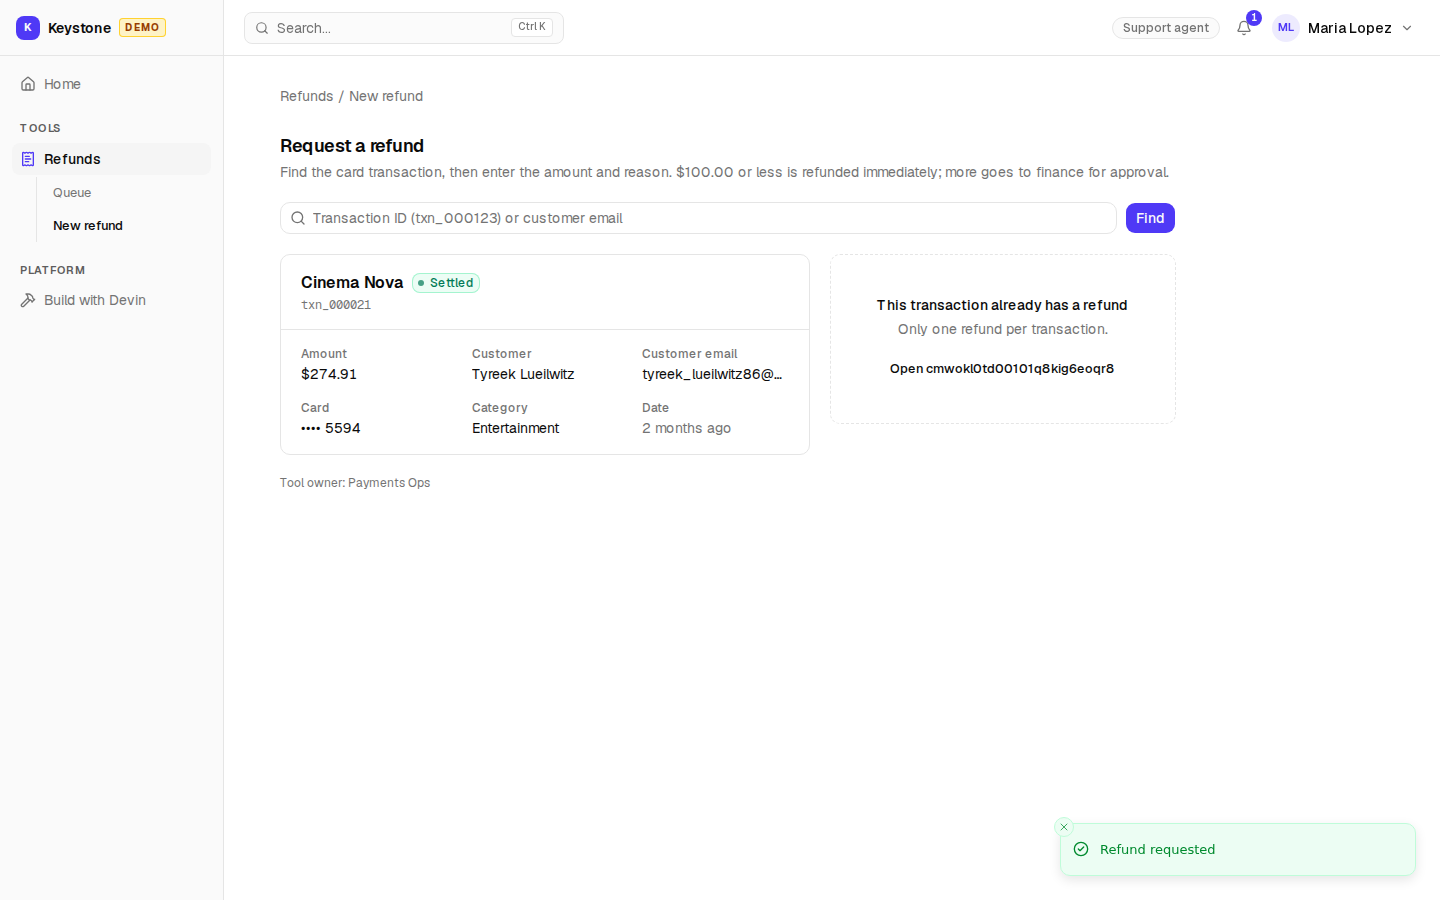 K Keystone DEMO
Search...
Ctrl K
Support agent
1
ML Maria Lopez
Home
TOOLS
Refunds
Queue
New refund
PLATFORM
Build with Devin
Refunds / New refund
Request a refund
Find the card transaction, then enter the amount and reason. $100.00 or less is refunded immediately; more goes to finance for approval.
Transaction ID (txn_000123) or customer email
Find
Cinema Nova Settled
txn_000021
Amount Customer Customer email
$274.91 Tyreek Lueilwitz tyreek_lueilwitz86@...
Card Category Date
•••• 5594 Entertainment 2 months ago
This transaction already has a refund
Only one refund per transaction.
Open cmwokl0td00101q8kig6eoqr8
Tool owner: Payments Ops
Refund requested